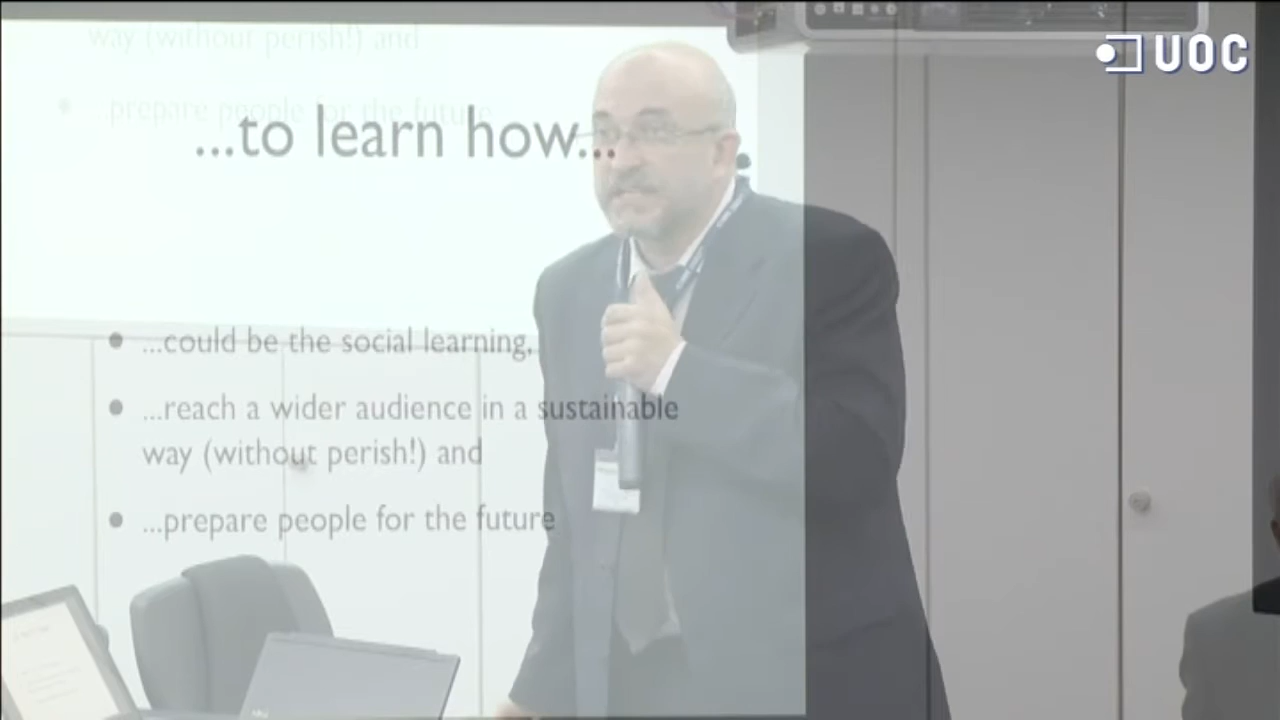 UOC
way (without perish!) and
...prepare people for the future
...to learn how...
...could be the social learning,
...reach a wider audience in a sustainable
way (without perish!) and
...prepare people for the future